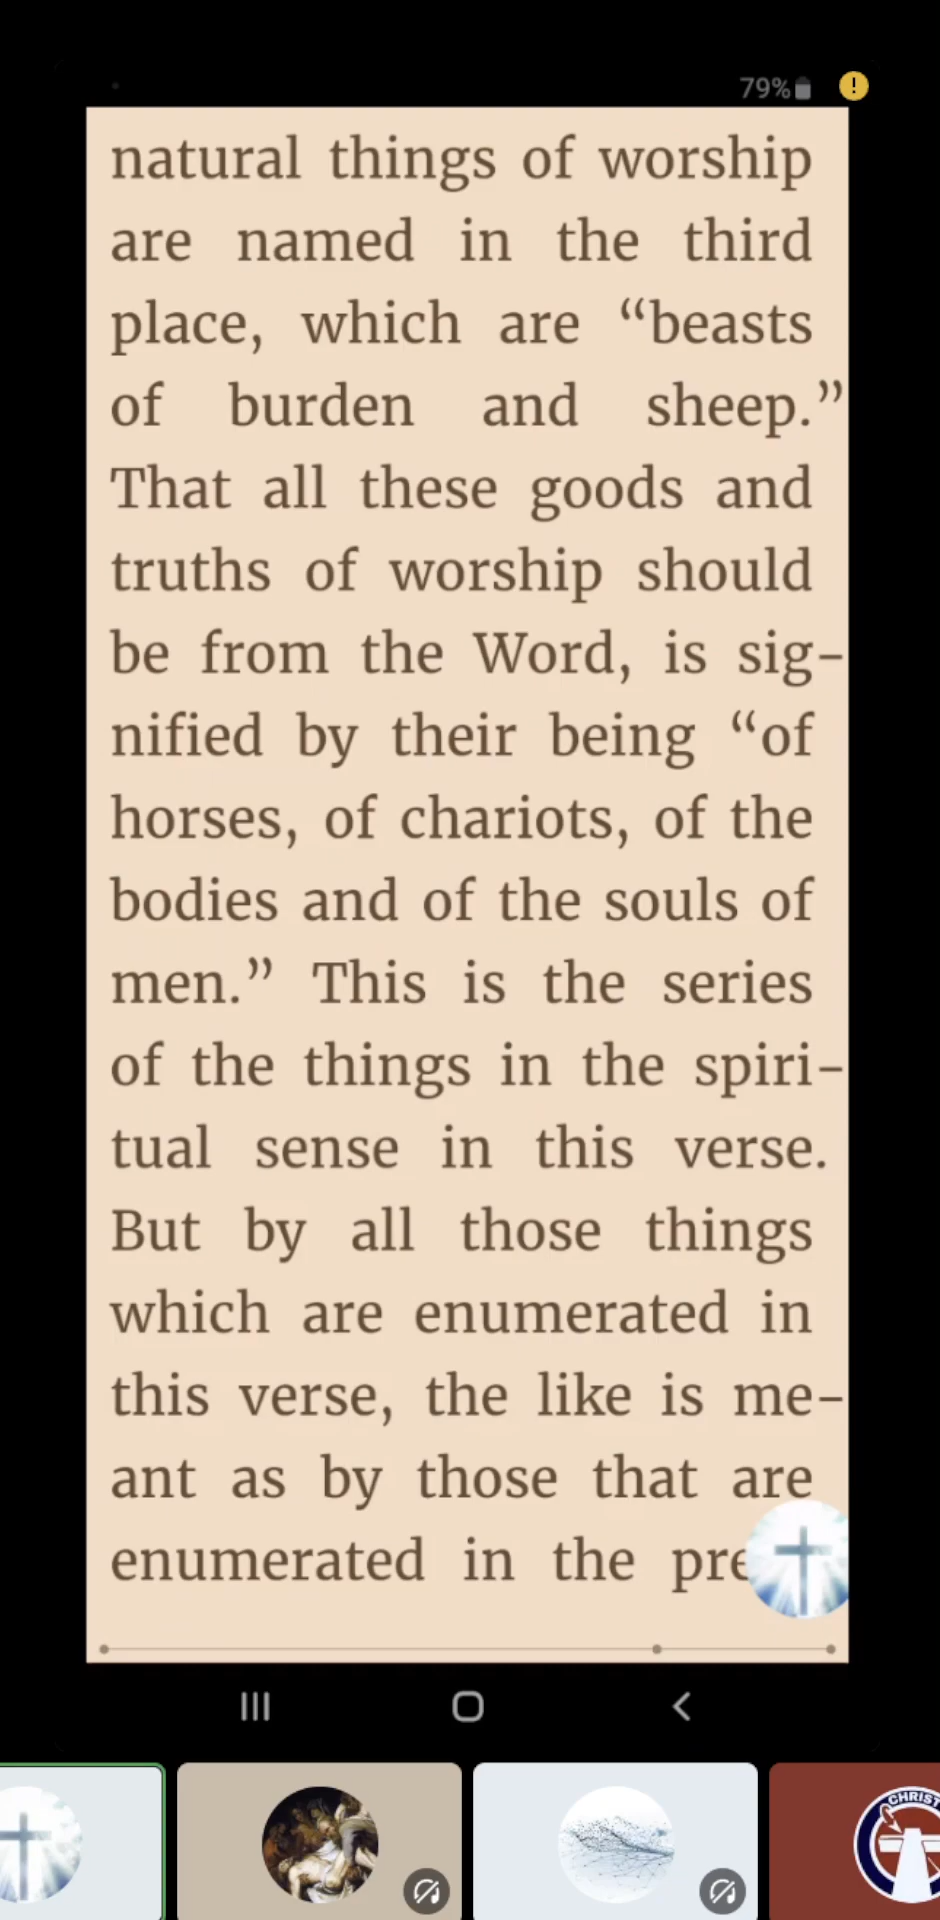 79%
!
natural things of worship
are named in the third
place, which are “beasts
of burden and sheep.”
That all these goods and
truths of worship should
be from the Word, is sig-
nified by their being “of
horses, of chariots, of the
bodies and of the souls of
men.” This is the series
of the things in the spiri-
tual sense in this verse.
But by all those things
which are enumerated in
this verse, the like is me-
ant as by those that are
enumerated in the pre
CHRIST